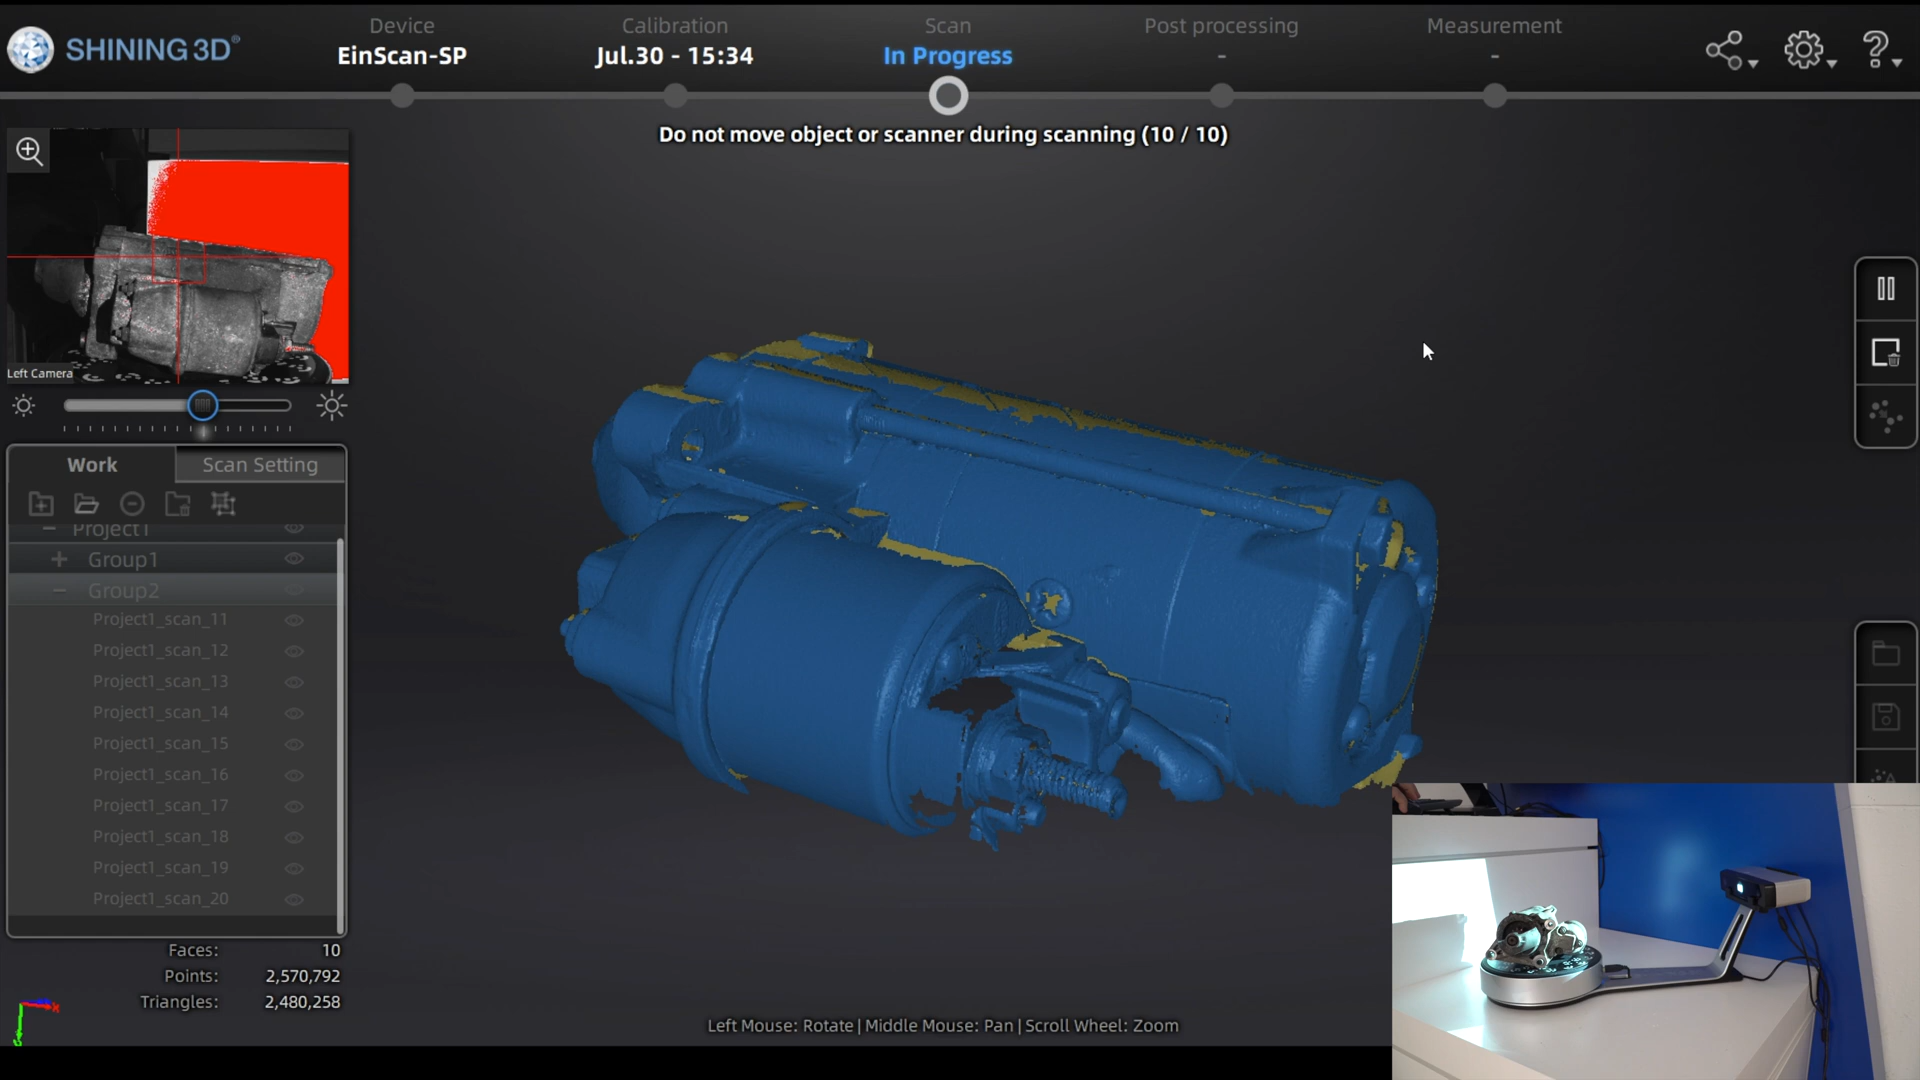 SHINING 3D®
Device
EinScan-SP
Calibration
Jul.30 - 15:34
Scan
In Progress
Post processing
-
Measurement
-
Do not move object or scanner during scanning (10 / 10)
Left Camera
Work
Scan Setting
Project1
Group1
Group2
Project1_scan_11
Project1_scan_12
Project1_scan_13
Project1_scan_14
Project1_scan_15
Project1_scan_16
Project1_scan_17
Project1_scan_18
Project1_scan_19
Project1_scan_20
Faces: 10
Points: 2,570,792
Triangles: 2,480,258
Left Mouse: Rotate | Middle Mouse: Pan | Scroll Wheel: Zoom